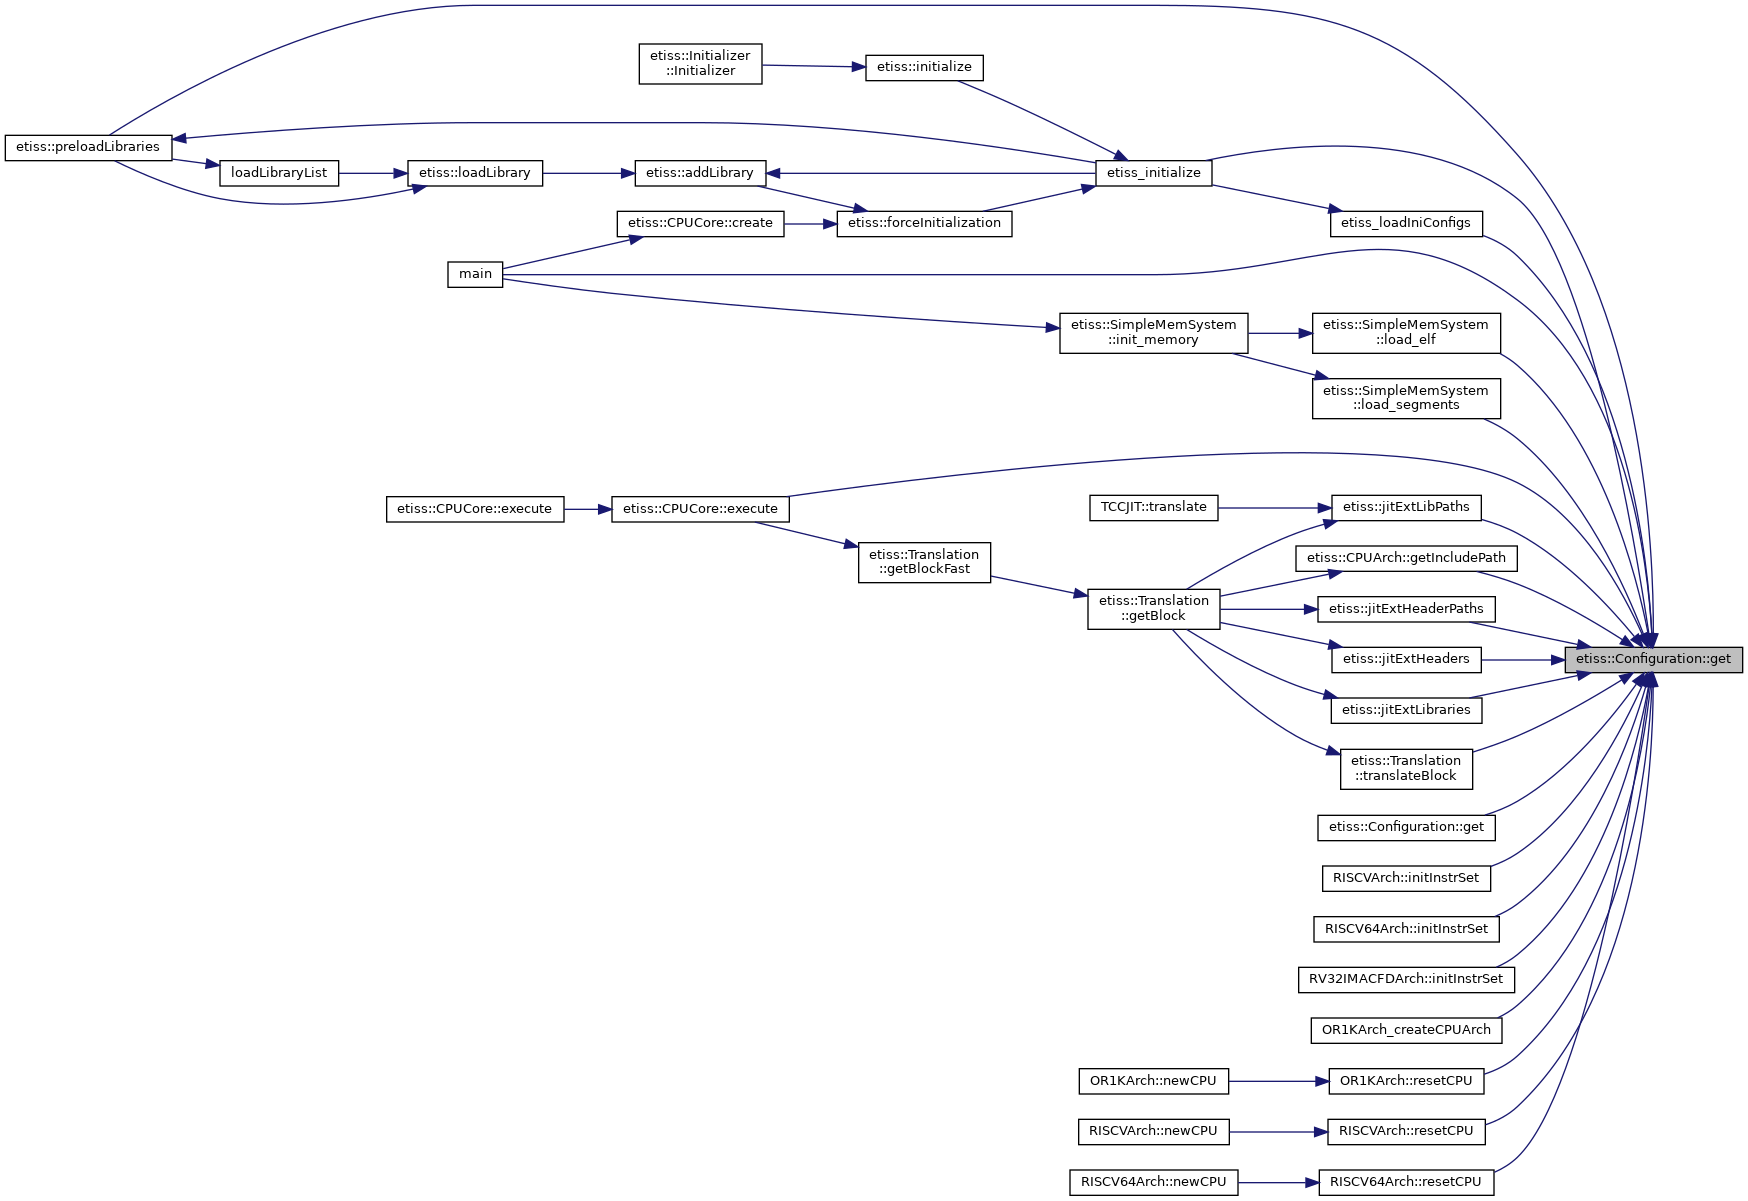 etiss::Initializer
::Initializer
etiss::initialize
etiss::preloadLibraries
loadLibraryList
etiss::loadLibrary
etiss::addLibrary
etiss_initialize
etiss::CPUCore::create
etiss::forceInitialization
etiss_loadIniConfigs
main
etiss::SimpleMemSystem
::init_memory
etiss::SimpleMemSystem
::load_elf
etiss::SimpleMemSystem
::load_segments
etiss::CPUCore::execute
etiss::CPUCore::execute
TCCJIT::translate
etiss::jitExtLibPaths
etiss::Translation
::getBlockFast
etiss::CPUArch::getIncludePath
etiss::Translation
::getBlock
etiss::jitExtHeaderPaths
etiss::jitExtHeaders
etiss::Configuration::get
etiss::jitExtLibraries
etiss::Translation
::translateBlock
etiss::Configuration::get
RISCVArch::initInstrSet
RISCV64Arch::initInstrSet
RV32IMACFDArch::initInstrSet
OR1KArch_createCPUArch
OR1KArch::newCPU
OR1KArch::resetCPU
RISCVArch::newCPU
RISCVArch::resetCPU
RISCV64Arch::newCPU
RISCV64Arch::resetCPU